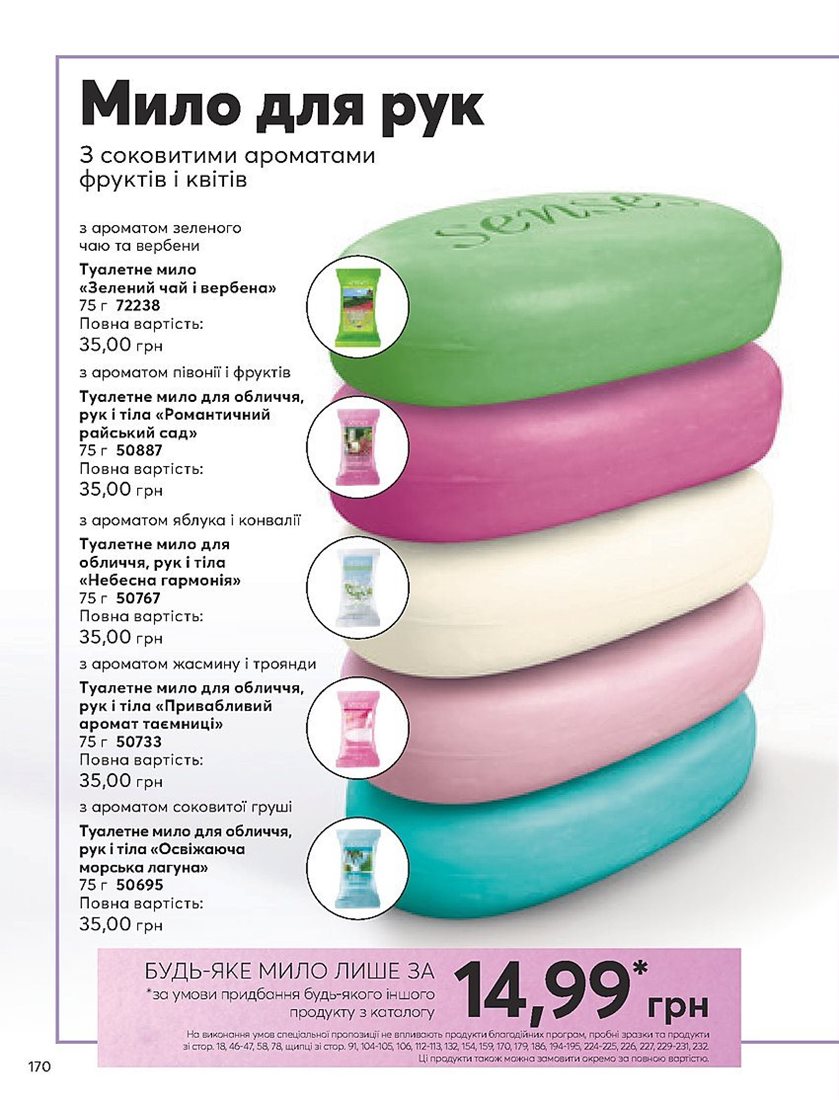 Мило для рук
З соковитими ароматами
фруктів і квітів
senses
з ароматом зеленого
чаю та вербени
Туалетне мило
«Зелений чай і вербена»
75 г 72238
Повна вартість:
35,00 грн
з ароматом півонії і фруктів
Туалетне мило для обличчя,
рук і тіла «Романтичний
райський сад»
75 г 50887
Повна вартість:
35,00 грн
з ароматом яблука і конвалії
Туалетне мило для
обличчя, рук і тіла
«Небесна гармонія»
75 г 50767
Повна вартість:
35,00 грн
з ароматом жасмину і троянди
Туалетне мило для обличчя,
рук і тіла «Привабливий
аромат таємниці»
75 г 50733
Повна вартість:
35,00 грн
з ароматом соковитої груші
Туалетне мило для обличчя,
рук і тіла «Освіжаюча
морська лагуна»
75 г 50695
Повна вартість:
35,00 грн
БУДЬ-ЯКЕ МИЛО ЛИШЕ ЗА 14,99* грн
*за умови придбання будь-якого іншого
продукту з каталогу
На виконання умов спеціальної пропозиції не впливають продукти благодійних програм, пробні зразки та продукти
зі стор. 18, 46-47, 58, 78, щипці зі стор. 91, 104-105, 106, 112-113, 132, 154, 159, 170, 179, 186, 194-195, 224-225, 226, 227, 229-231, 232.
Ці продукти також можна замовити окремо за повною вартістю.
170